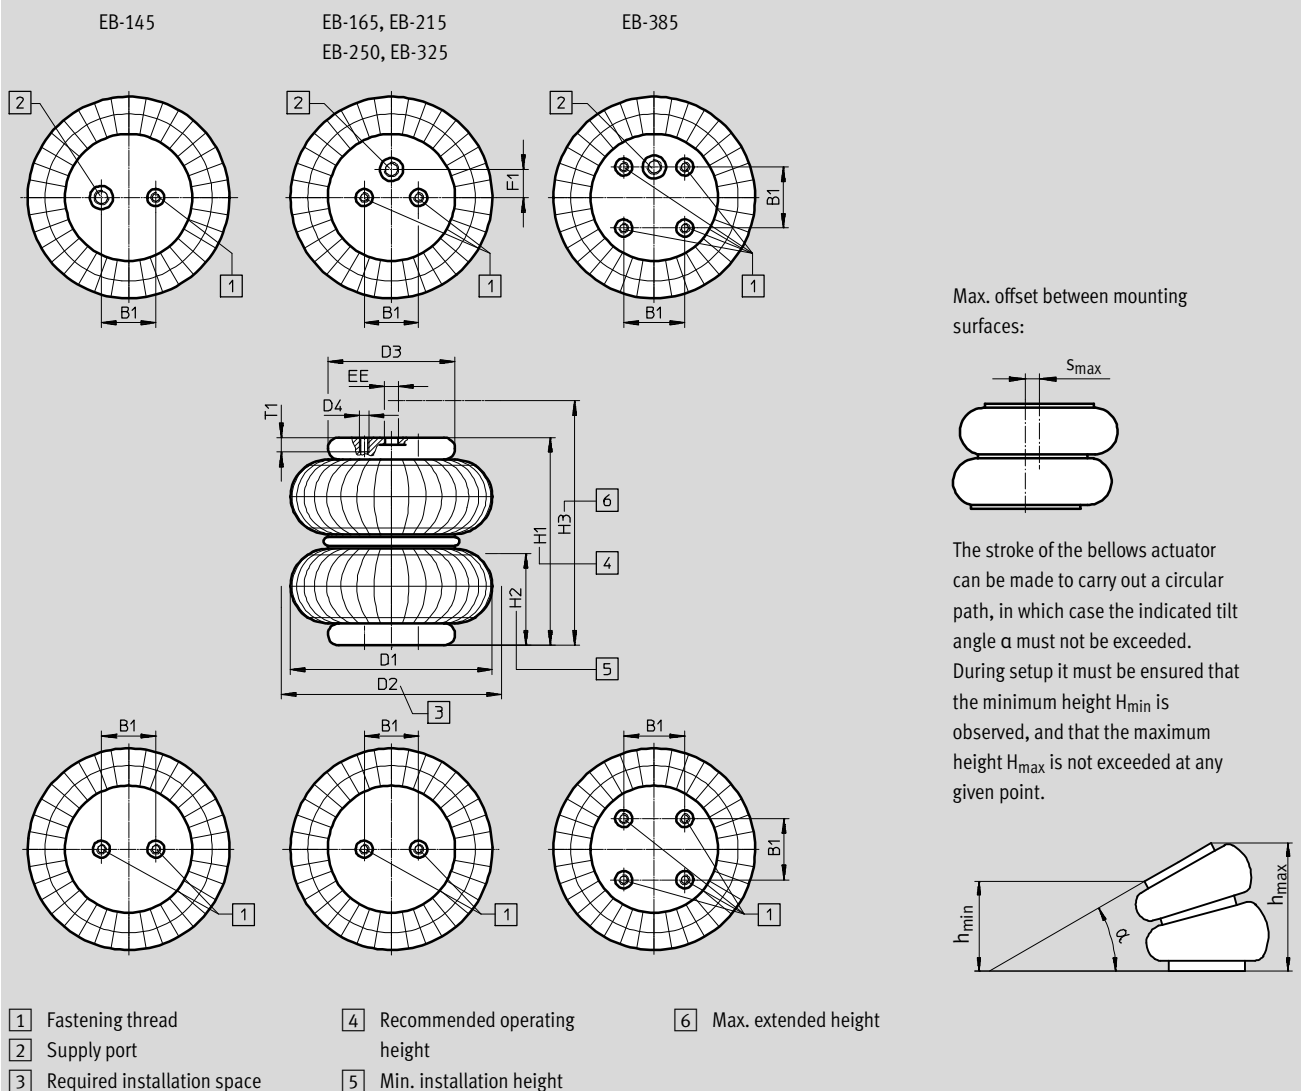 EB-145
EB-165, EB-215
EB-250, EB-325
EB-385
2
2
2
F1
B1
1
1
1
B1
B1
B1
Max. offset between mounting
surfaces:
D3
EE
T1
D4
smax
6
H3
H1
4
H2
5
D1
D2
3
The stroke of the bellows actuator
can be made to carry out a circular
path, in which case the indicated tilt
angle α must not be exceeded.
During setup it must be ensured that
the minimum height Hmin is
observed, and that the maximum
height Hmax is not exceeded at any
given point.
B1
B1
B1
B1
1
1
1
hmin
α
hmax
1 Fastening thread
2 Supply port
3 Required installation space
4 Recommended operating
height
5 Min. installation height
6 Max. extended height